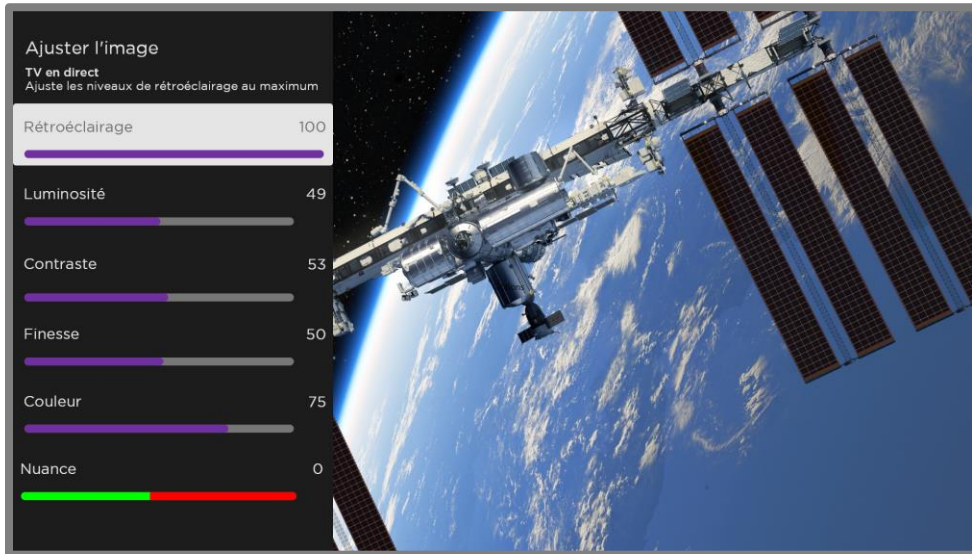 Ajuster l'image
TV en direct
Ajuste les niveaux de rétroéclairage au maximum
Rétroéclairage 100
Luminosité 49
Contraste 53
Finesse 50
Couleur 75
Nuance 0